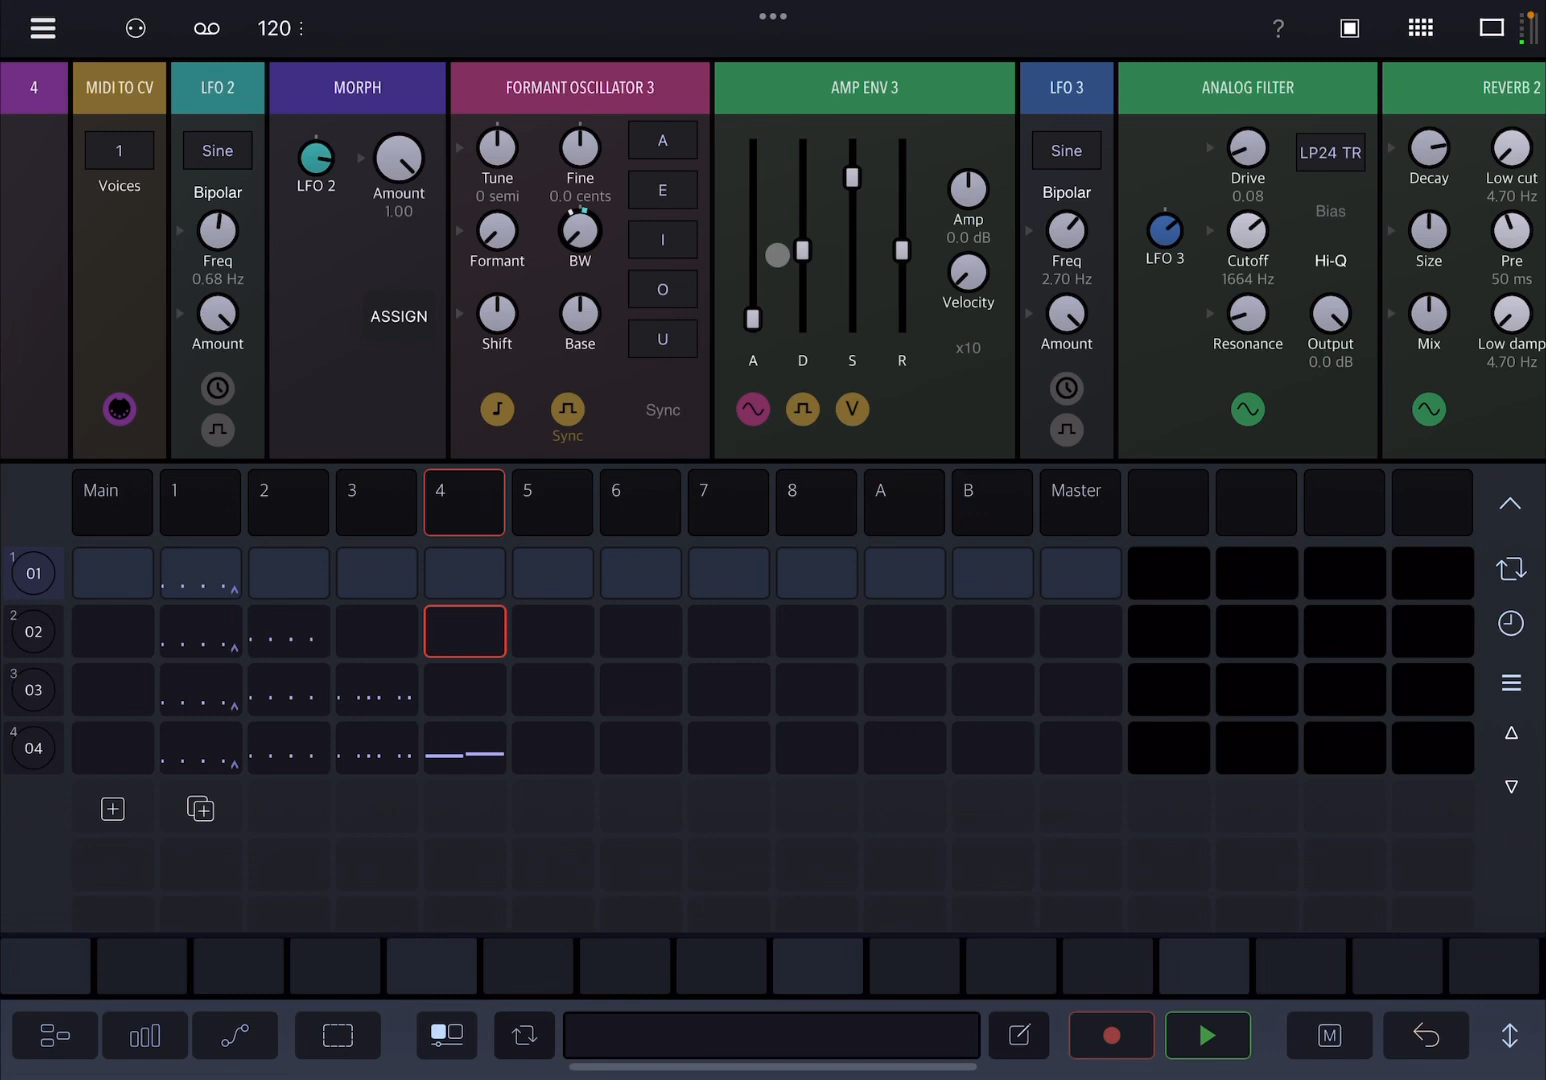 120
?
4
MIDI TO CV
LFO 2
MORPH
FORMANT OSCILLATOR 3
AMP ENV 3
LFO 3
ANALOG FILTER
REVERB 2
1
Voices
Sine
Bipolar
Freq
0.68 Hz
Amount
LFO 2
Amount
1.00
ASSIGN
Tune
0 semi
Fine
0.0 cents
Formant
BW
Shift
Base
A
E
I
O
U
Sync
Sync
A
D
S
R
Amp
0.0 dB
Velocity
x10
V
Sine
Bipolar
Freq
2.70 Hz
Amount
LFO 3
Drive
0.08
LP24 TR
Bias
Cutoff
1664 Hz
Hi-Q
Resonance
Output
0.0 dB
Decay
Low cut
4.70 Hz
Size
Pre
50 ms
Mix
Low damp
4.70 Hz
Main
1
2
3
4
5
6
7
8
A
B
Master
1
01
2
02
3
03
4
04
M